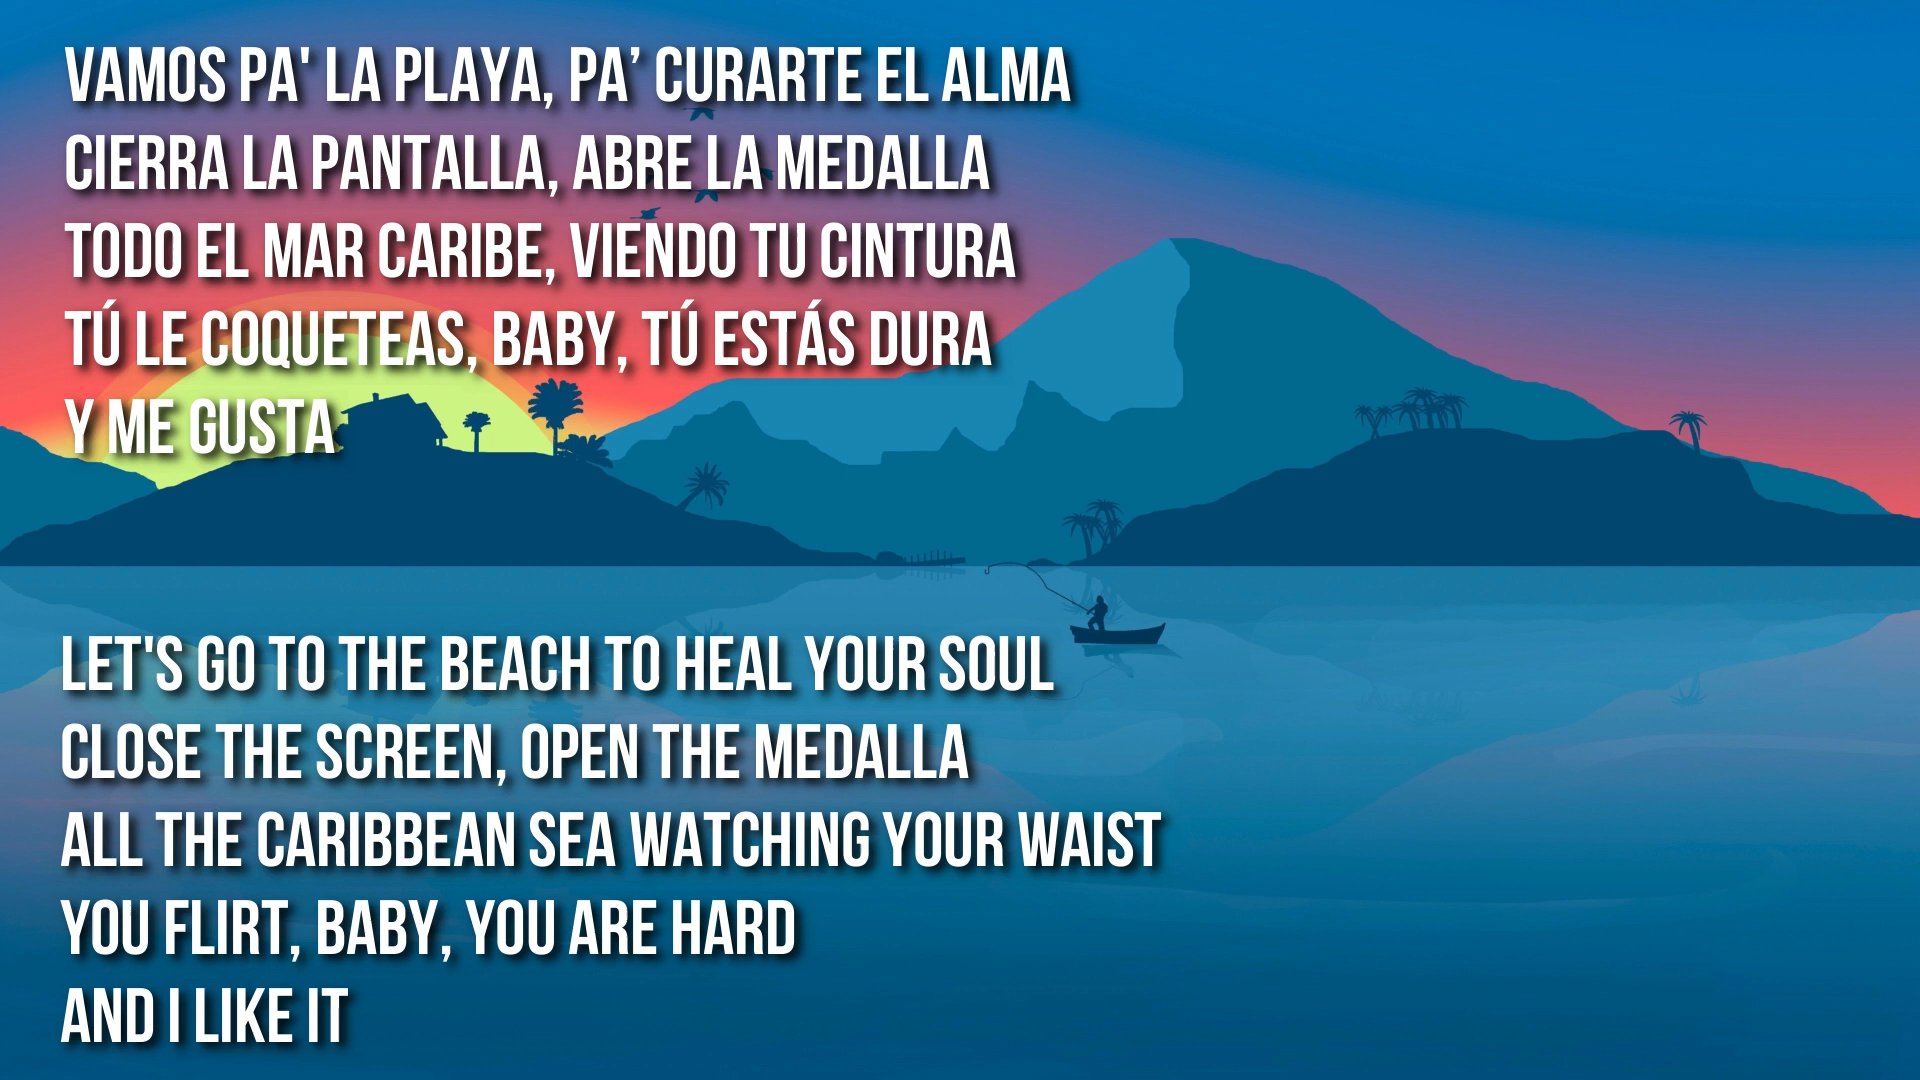 VAMOS PA' LA PLAYA, PA’ CURARTE EL ALMA
CIERRA LA PANTALLA, ABRE LA MEDALLA
TODO EL MAR CARIBE, VIENDO TU CINTURA
TÚ LE COQUETEAS, BABY, TÚ ESTÁS DURA
Y ME GUSTA
LET'S GO TO THE BEACH TO HEAL YOUR SOUL
CLOSE THE SCREEN, OPEN THE MEDALLA
ALL THE CARIBBEAN SEA WATCHING YOUR WAIST
YOU FLIRT, BABY, YOU ARE HARD
AND I LIKE IT